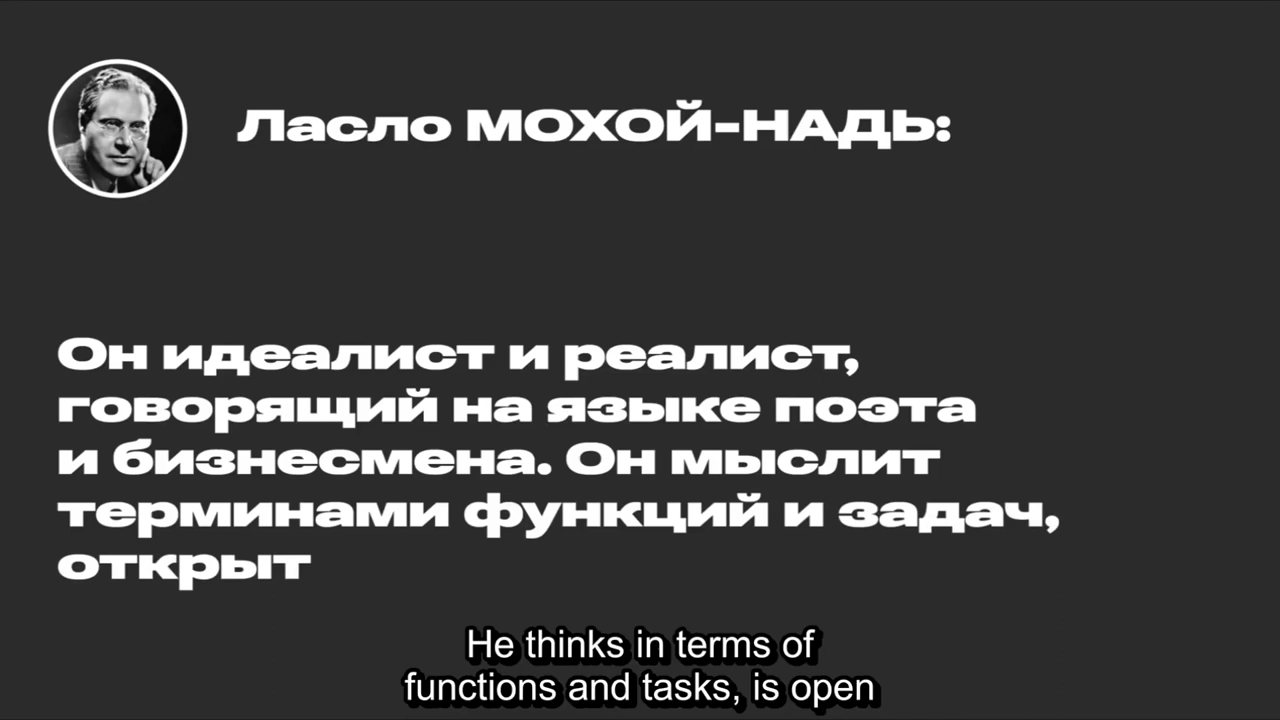 Ласло МОХОЙ-НАДЬ:
Он идеалист и реалист,
говорящий на языке поэта
и бизнесмена. Он мыслит
терминами функций и задач,
открыт
He thinks in terms of
functions and tasks, is open